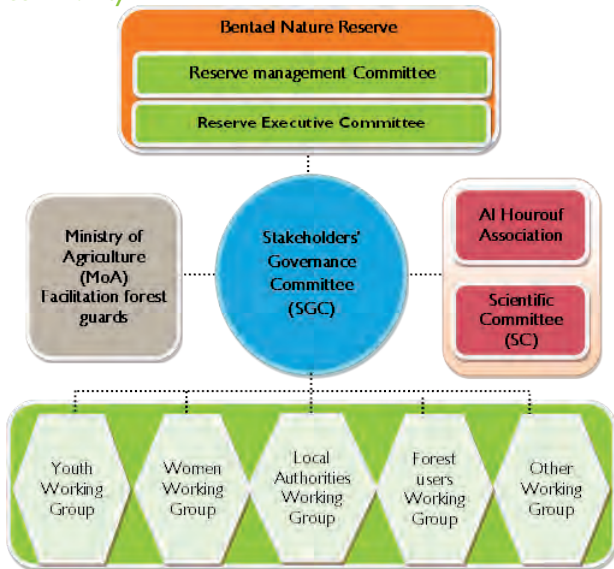 Bentael Nature Reserve
Reserve management Committee
Reserve Executive Committee
Ministry of
Agriculture
(MoA)
Facilitation forest
guards
Stakeholders'
Governance
Committee
(SGC)
Al Hourouf
Association
Scientific
Committee
(SC)
Youth
Working
Group
Women
Working
Group
Local
Authorities
Working
Group
Forest
users
Working
Group
Other
Working
Group